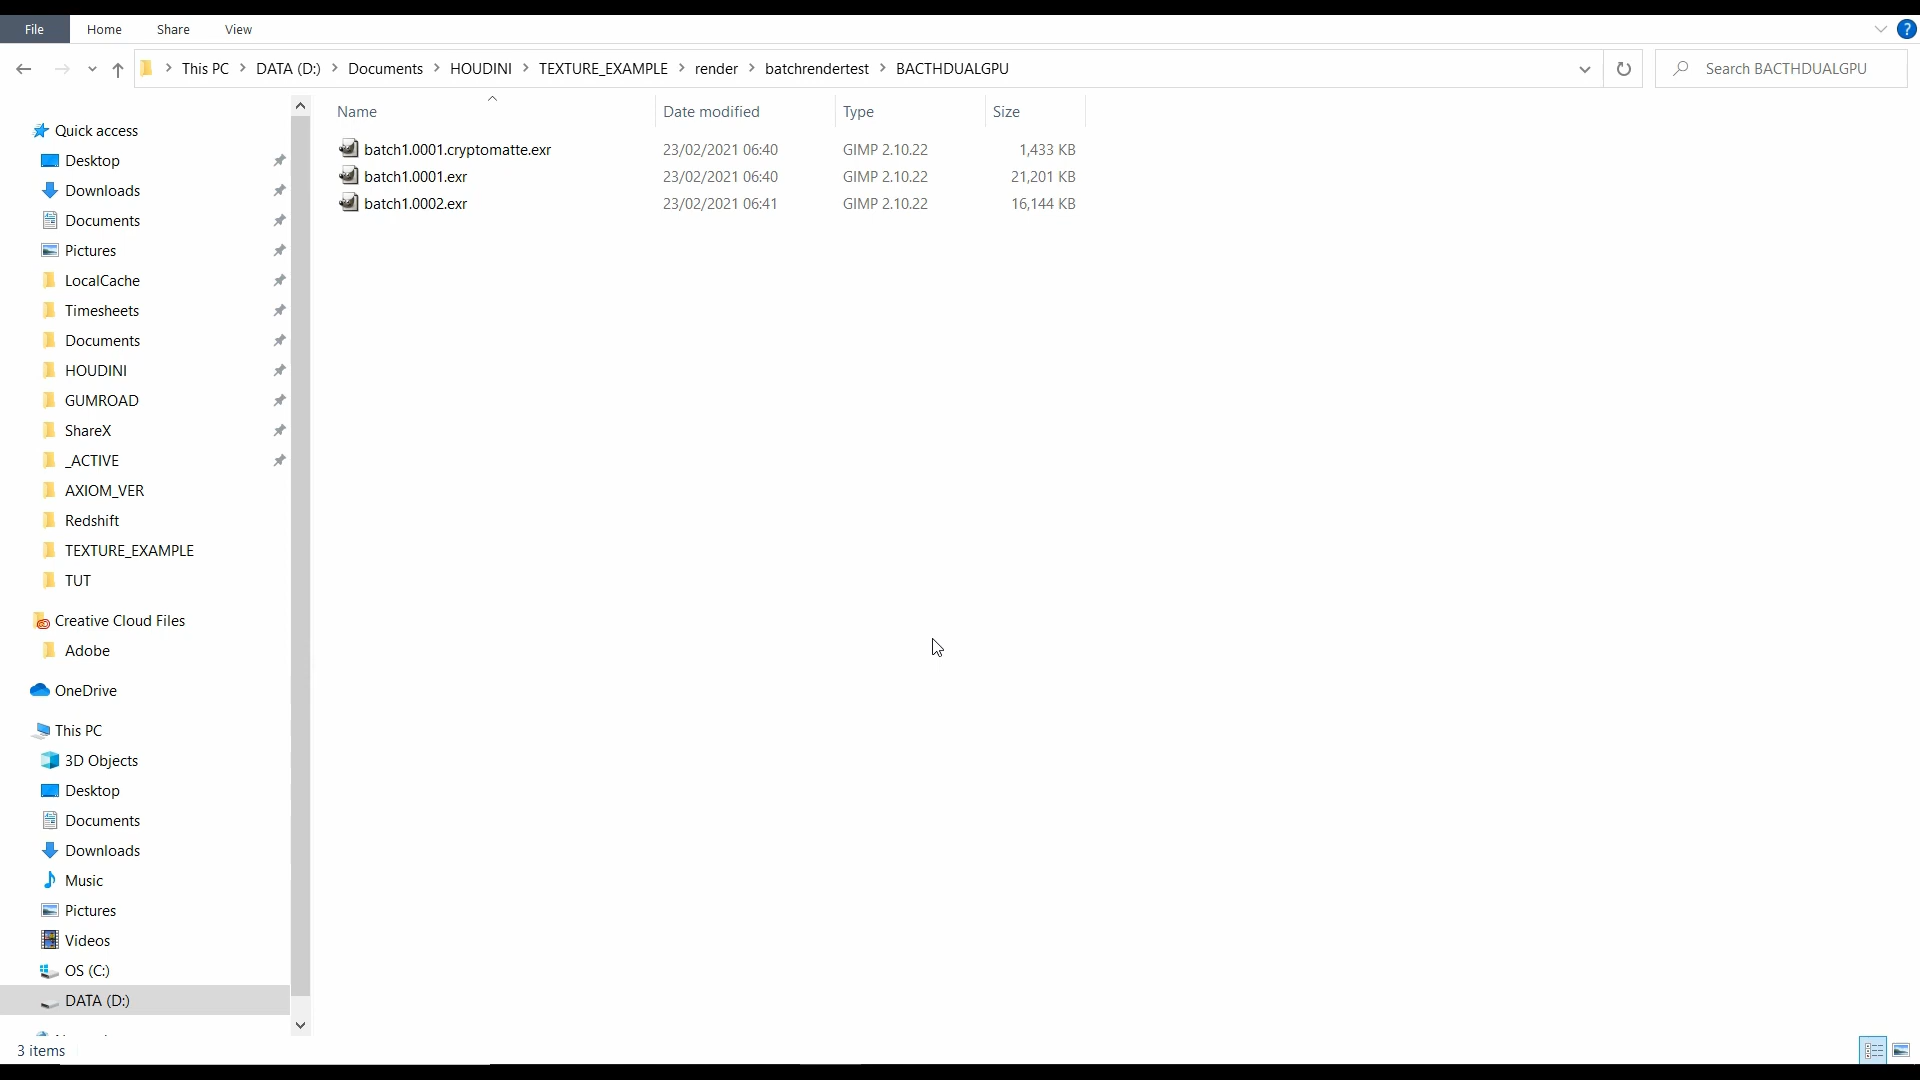 File Home Share View ?
This PC > DATA (D:) > Documents > HOUDINI > TEXTURE_EXAMPLE > render > batchrendertest > BACTHDUALGPU Search BACTHDUALGPU
Name Date modified Type Size
batch1.0001.cryptomatte.exr 23/02/2021 06:40 GIMP 2.10.22 1,433 KB
batch1.0001.exr 23/02/2021 06:40 GIMP 2.10.22 21,201 KB
batch1.0002.exr 23/02/2021 06:41 GIMP 2.10.22 16,144 KB
Quick access
Desktop
Downloads
Documents
Pictures
LocalCache
Timesheets
Documents
HOUDINI
GUMROAD
ShareX
_ACTIVE
AXIOM_VER
Redshift
TEXTURE_EXAMPLE
TUT
Creative Cloud Files
Adobe
OneDrive
This PC
3D Objects
Desktop
Documents
Downloads
Music
Pictures
Videos
OS (C:)
DATA (D:)
3 items